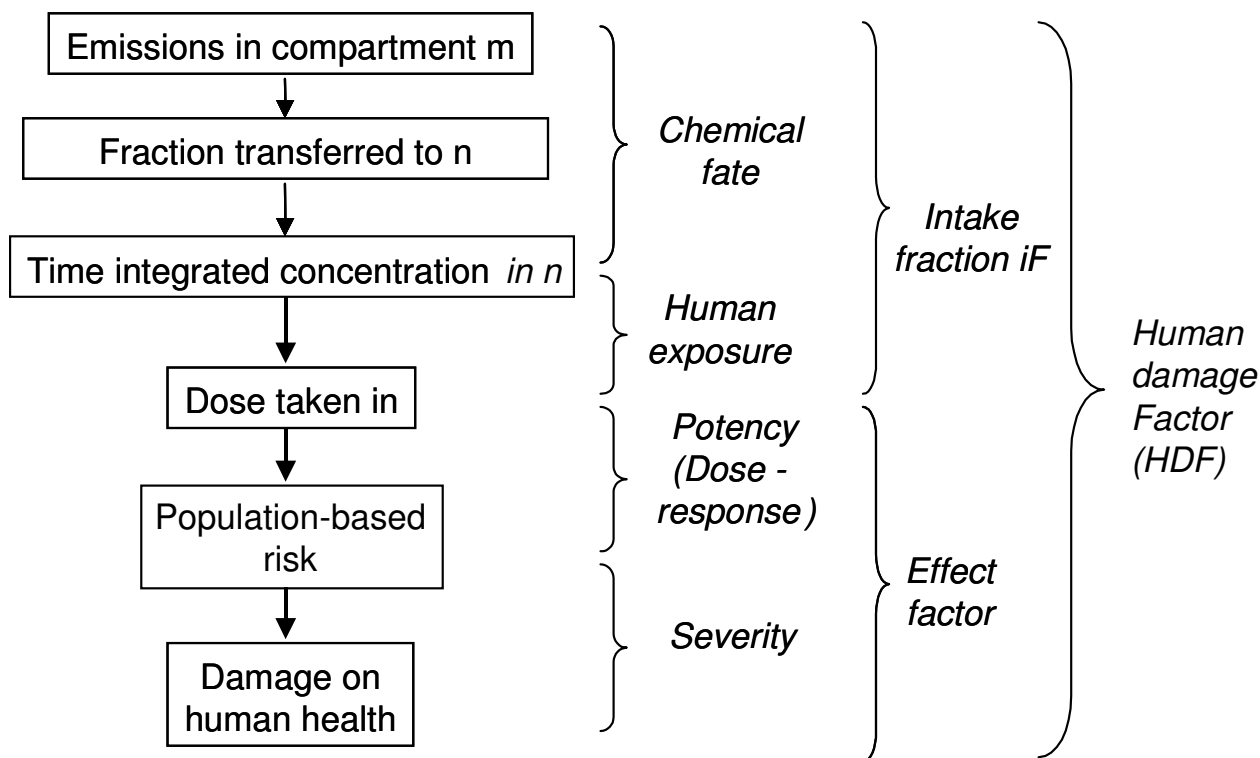 Emissions in compartment m
Fraction transferred to n
Time integrated concentration in n
Dose taken in
Population-based
risk
Damage on
human health
Chemical
fate
Human
exposure
Potency
(Dose -
response)
Severity
Intake
fraction iF
Effect
factor
Human
damage
Factor
(HDF)